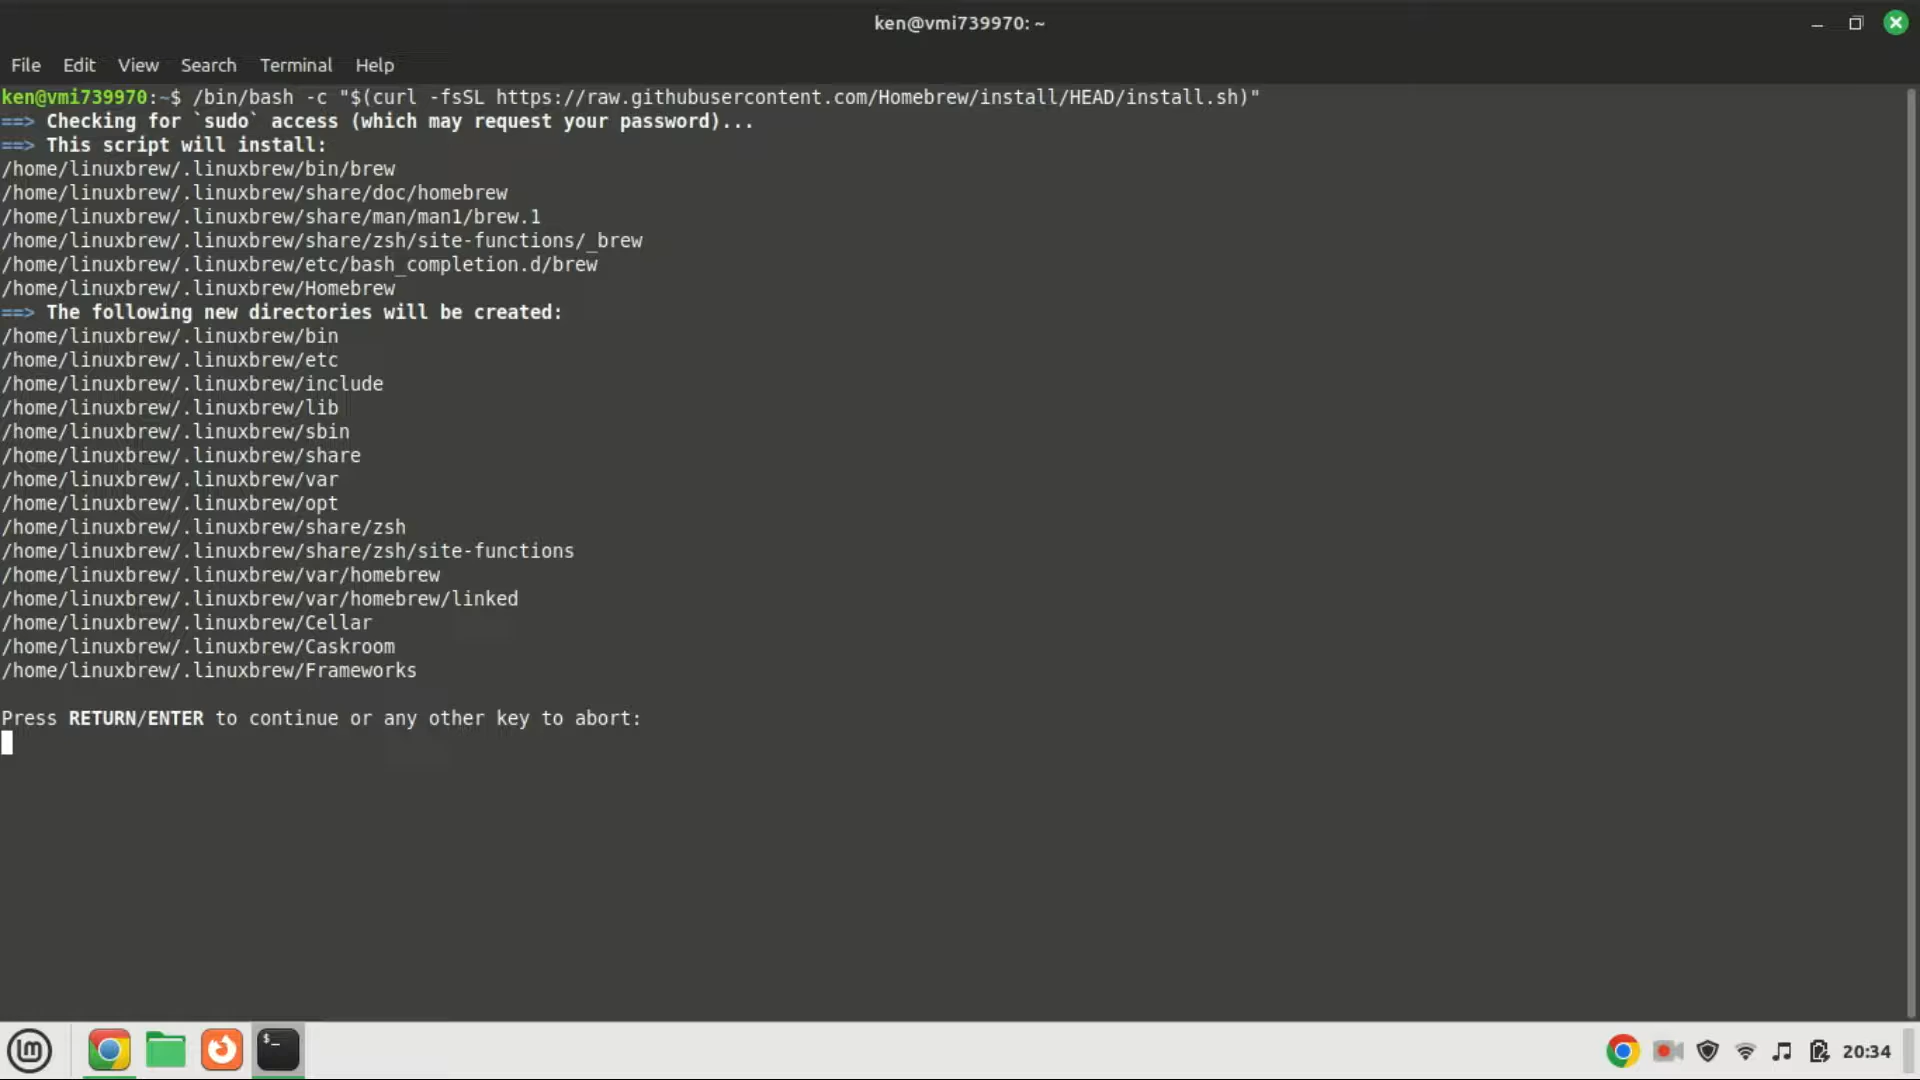 ken@vmi739970: ~
File Edit View Search Terminal Help
ken@vmi739970:~$ /bin/bash -c "$(curl -fsSL https://raw.githubusercontent.com/Homebrew/install/HEAD/install.sh)"
==> Checking for `sudo` access (which may request your password)...
==> This script will install:
/home/linuxbrew/.linuxbrew/bin/brew
/home/linuxbrew/.linuxbrew/share/doc/homebrew
/home/linuxbrew/.linuxbrew/share/man/man1/brew.1
/home/linuxbrew/.linuxbrew/share/zsh/site-functions/_brew
/home/linuxbrew/.linuxbrew/etc/bash_completion.d/brew
/home/linuxbrew/.linuxbrew/Homebrew
==> The following new directories will be created:
/home/linuxbrew/.linuxbrew/bin
/home/linuxbrew/.linuxbrew/etc
/home/linuxbrew/.linuxbrew/include
/home/linuxbrew/.linuxbrew/lib
/home/linuxbrew/.linuxbrew/sbin
/home/linuxbrew/.linuxbrew/share
/home/linuxbrew/.linuxbrew/var
/home/linuxbrew/.linuxbrew/opt
/home/linuxbrew/.linuxbrew/share/zsh
/home/linuxbrew/.linuxbrew/share/zsh/site-functions
/home/linuxbrew/.linuxbrew/var/homebrew
/home/linuxbrew/.linuxbrew/var/homebrew/linked
/home/linuxbrew/.linuxbrew/Cellar
/home/linuxbrew/.linuxbrew/Caskroom
/home/linuxbrew/.linuxbrew/Frameworks
Press RETURN/ENTER to continue or any other key to abort:
$_
20:34